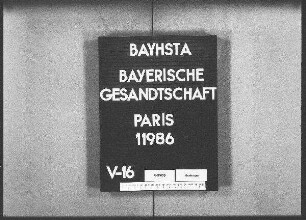 BAYHSTA
BAYERISCHE
GESANDTSCHAFT
PARIS
11986
V-16